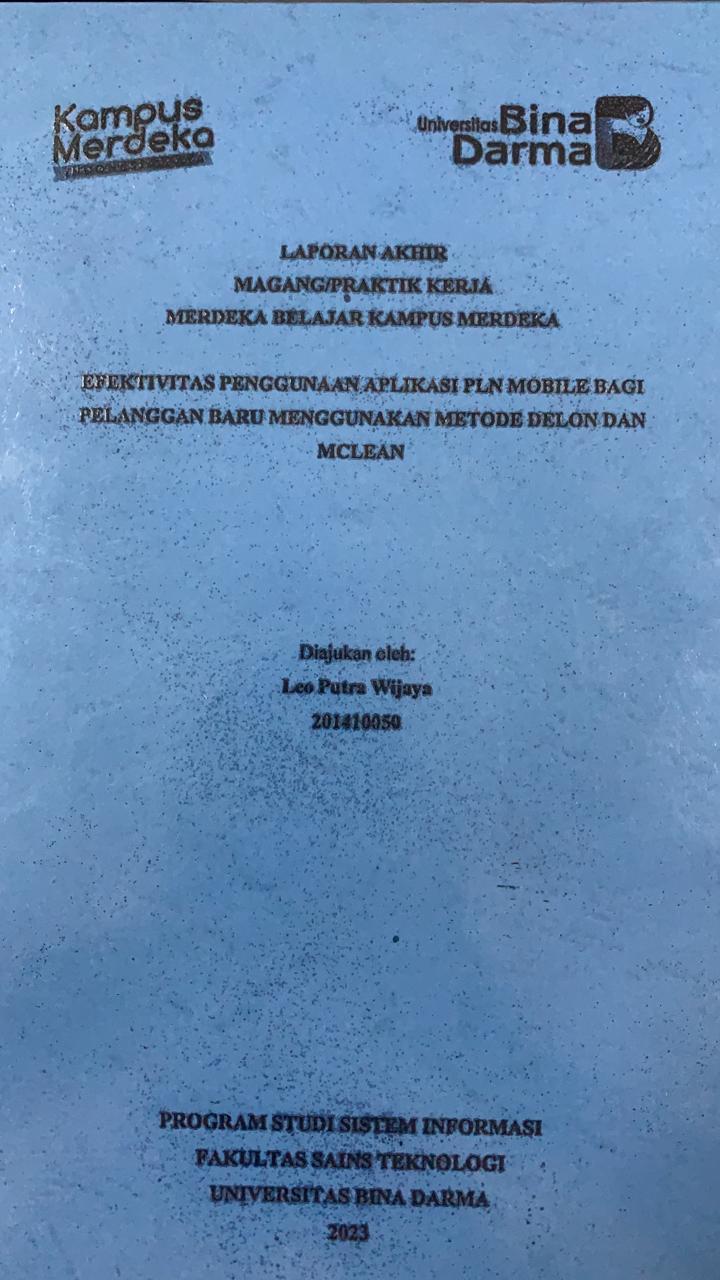 Kampus
Merdeka
Universitas Bina
Darma
LAPORAN AKHIR
MAGANG/PRAKTIK KERJA
MERDEKA BELAJAR KAMPUS MERDEKA
EFEKTIVITAS PENGGUNAAN APLIKASI PLN MOBILE BAGI
PELANGGAN BARU MENGGUNAKAN METODE DELON DAN
MCLEAN
Diajukan oleh:
Leo Putra Wijaya
201410050
PROGRAM STUDI SISTEM INFORMASI
FAKULTAS SAINS TEKNOLOGI
UNIVERSITAS BINA DARMA
2023